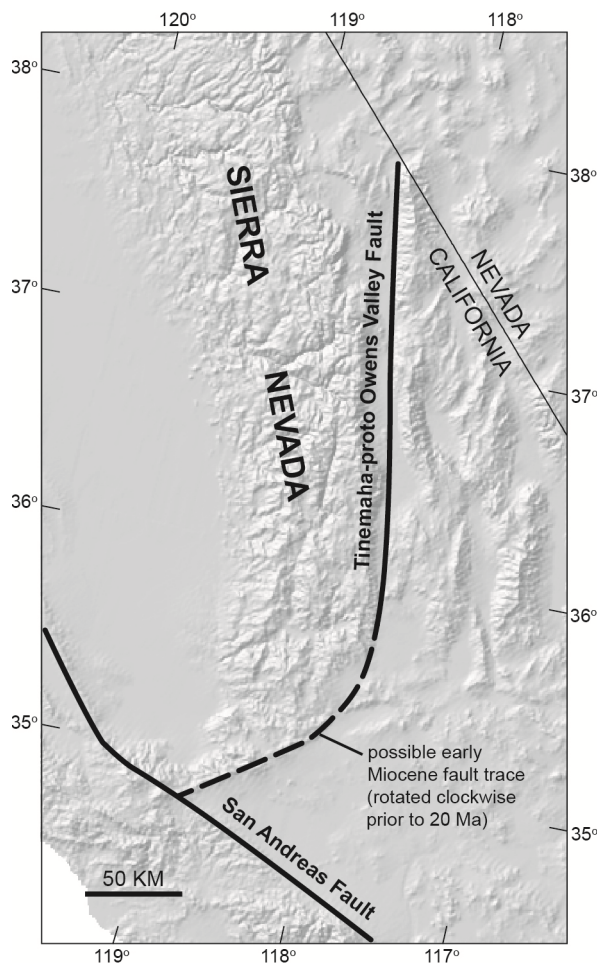 120° 119° 118°
38°
38°
SIERRA
NEVADA
Tinemaha-proto Owens Valley Fault
NEVADA
CALIFORNIA
37°
37°
36°
36°
35°
possible early
Miocene fault trace
(rotated clockwise
prior to 20 Ma)
35°
San Andreas Fault
50 KM
119° 118° 117°